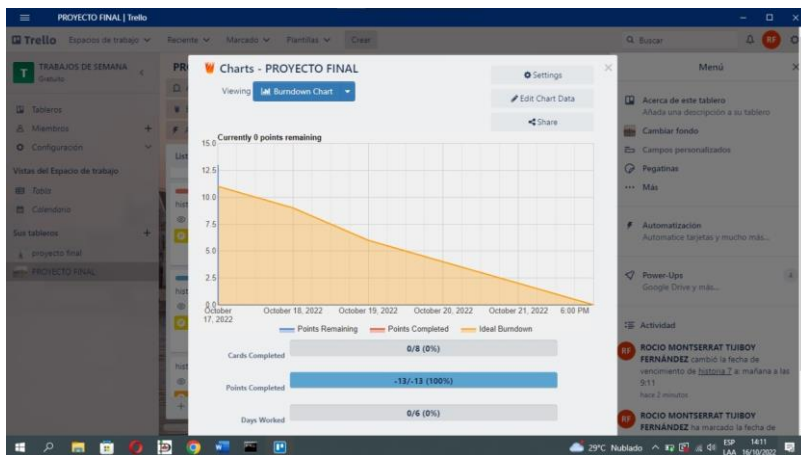 PROYECTO FINAL | Trello
Trello Espacios de trabajo Reciente Marcado Plantillas Crear
Buscar
RF
T TRABAJOS DE SEMANA
Gratuito
Tableros
Miembros +
Configuración
Vistas del Espacio de trabajo
Tabla
Calendario
Sus tableros +
proyecto final
PROYECTO FINAL
PR
List
hist
hist
hist
Charts - PROYECTO FINAL
Viewing Burndown Chart
Settings
Edit Chart Data
Share
Currently 0 points remaining
15.0
12.5
10.0
7.5
5.0
2.5
0.0
October 17, 2022
October 18, 2022
October 19, 2022
October 20, 2022
October 21, 2022
6:00 PM
Points Remaining Points Completed Ideal Burndown
Cards Completed 0/8 (0%)
Points Completed -13/-13 (100%)
Days Worked 0/6 (0%)
Menú
Acerca de este tablero
Añada una descripción a su tablero
Cambiar fondo
Campos personalizados
Pegatinas
Más
Automatización
Automatice tarjetas y mucho más...
Power-Ups
Google Drive y más...
Actividad
RF ROCIO MONTSERRAT TIJIBOY
FERNÁNDEZ cambió la fecha de
vencimiento de historia 7 a: mañana a las
9:11
hace 2 minutos
RF ROCIO MONTSERRAT TIJIBOY
FERNÁNDEZ ha marcado la fecha de
29°C Nublado
ESP
LAA
14:11
16/10/2022